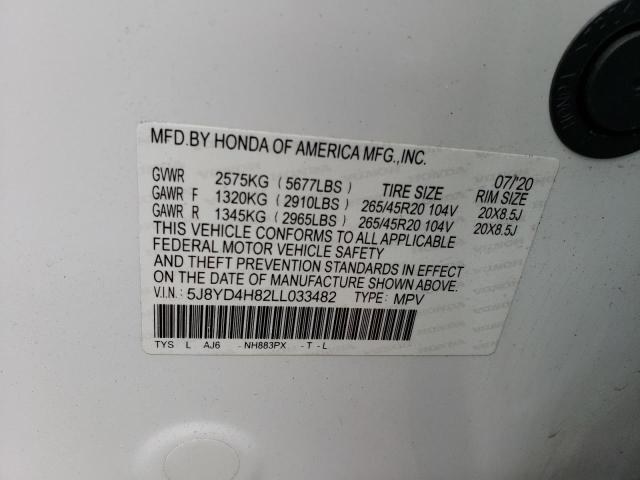 MFD.BY HONDA OF AMERICA MFG.,INC.
07/'20
GVWR 2575KG (5677LBS) TIRE SIZE RIM SIZE
GAWR F 1320KG (2910LBS) 265/45R20 104V 20X8.5J
GAWR R 1345KG (2965LBS) 265/45R20 104V 20X8.5J
THIS VEHICLE CONFORMS TO ALL APPLICABLE
FEDERAL MOTOR VEHICLE SAFETY
AND THEFT PREVENTION STANDARDS IN EFFECT
ON THE DATE OF MANUFACTURE SHOWN ABOVE.
V.I.N: 5J8YD4H82LL033482 TYPE: MPV
TYS L AJ6 -NH883PX -T-L